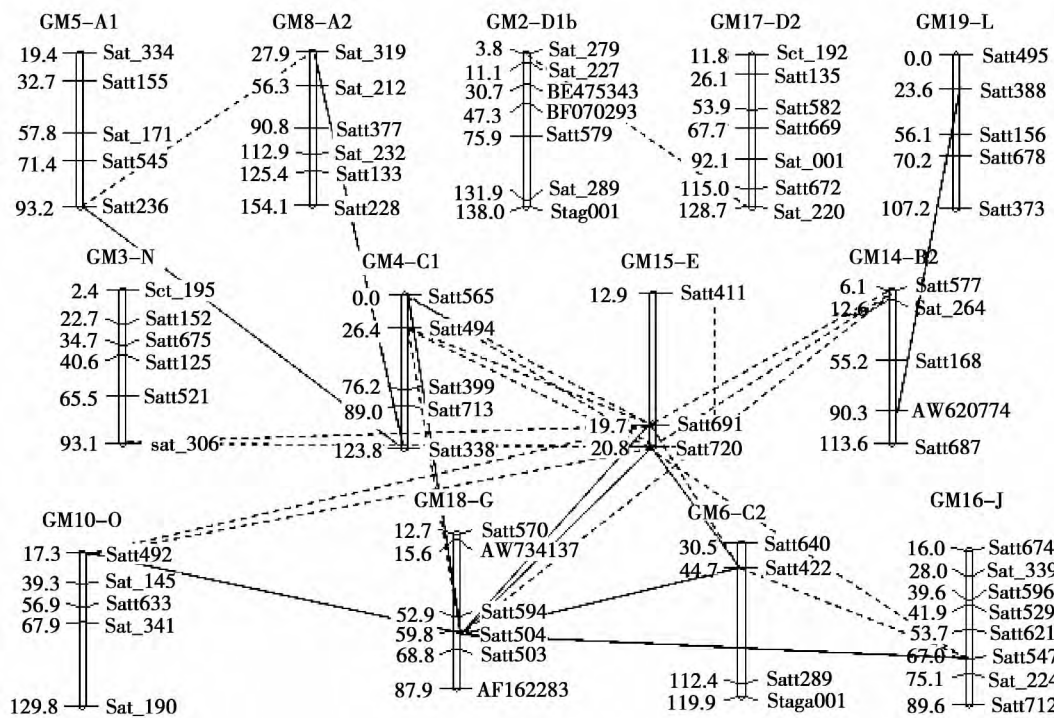 GM5-A1
19.4 Sat_334
32.7 Satt155
57.8 Sat_171
71.4 Satt545
93.2 Satt236
GM8-A2
27.9 Sat_319
56.3 Sat_212
90.8 Satt377
112.9 Sat_232
125.4 Satt133
154.1 Satt228
GM2-D1b
3.8 Sat_279
11.1 Sat_227
30.7 BE475343
47.3 BF070293
75.9 Satt579
131.9 Sat_289
138.0 Stag001
GM17-D2
11.8 Sct_192
26.1 Satt135
53.9 Satt582
67.7 Satt669
92.1 Sat_001
115.0 Satt672
128.7 Sat_220
GM19-L
0.0 Satt495
23.6 Satt388
56.1 Satt156
70.2 Satt678
107.2 Satt373
GM3-N
2.4 Sct_195
22.7 Satt152
34.7 Satt675
40.6 Satt125
65.5 Satt521
93.1 sat_306
GM4-C1
0.0 Satt565
26.4 Satt494
76.2 Satt399
89.0 Satt713
123.8 Satt338
GM15-E
12.9 Satt411
19.7 Satt691
20.8 Satt720
GM14-B2
6.1 Satt577
12.6 Sat_264
55.2 Satt168
90.3 AW620774
113.6 Satt687
GM10-O
17.3 Satt492
39.3 Sat_145
56.9 Satt633
67.9 Sat_341
129.8 Sat_190
GM18-G
12.7 Satt570
15.6 AW734137
52.9 Satt594
59.8 Satt504
68.8 Satt503
87.9 AF162283
GM6-C2
30.5 Satt640
44.7 Satt422
112.4 Satt289
119.9 Staga001
GM16-J
16.0 Satt674
28.0 Sat_339
39.6 Satt596
41.9 Satt529
53.7 Satt621
67.0 Satt547
75.1 Sat_224
89.6 Satt712